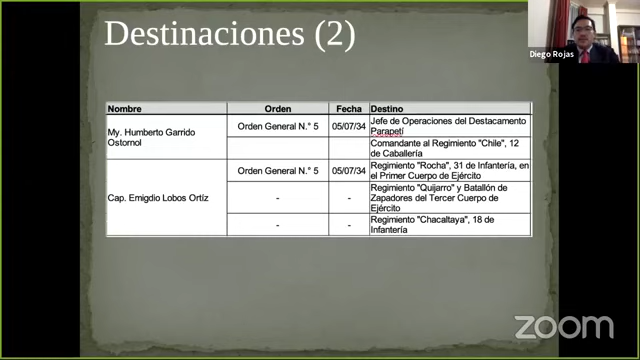 Destinaciones (2)
Diego Rojas
Nombre Orden Fecha Destino
My. Humberto Garrido Ostornol
Orden General N.° 5 05/07/34 Jefe de Operaciones del Destacamento
Parapetí
Comandante al Regimiento "Chile", 12
de Caballería
Cap. Emigdio Lobos Ortíz
Orden General N.° 5 05/07/34 Regimiento "Rocha", 31 de Infantería, en
el Primer Cuerpo de Ejército
- - Regimiento "Quijarro" y Batallón de
Zapadores del Tercer Cuerpo de
Ejército
- - Regimiento "Chacaltaya", 18 de
Infantería
zoom